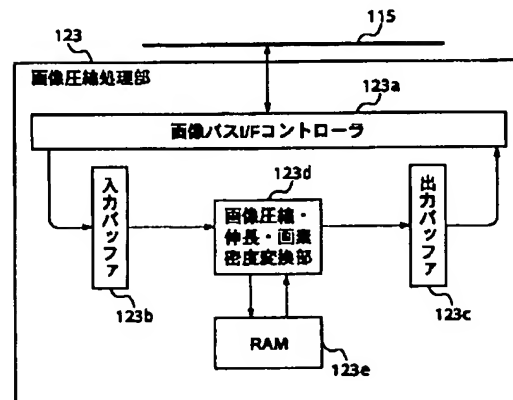 115
123
画像圧縮処理部
123a
画像バスI/Fコントローラ
入力バッファ
123b
123d
画像圧縮・
伸長・画素
密度変換部
出力バッファ
123c
RAM
123e